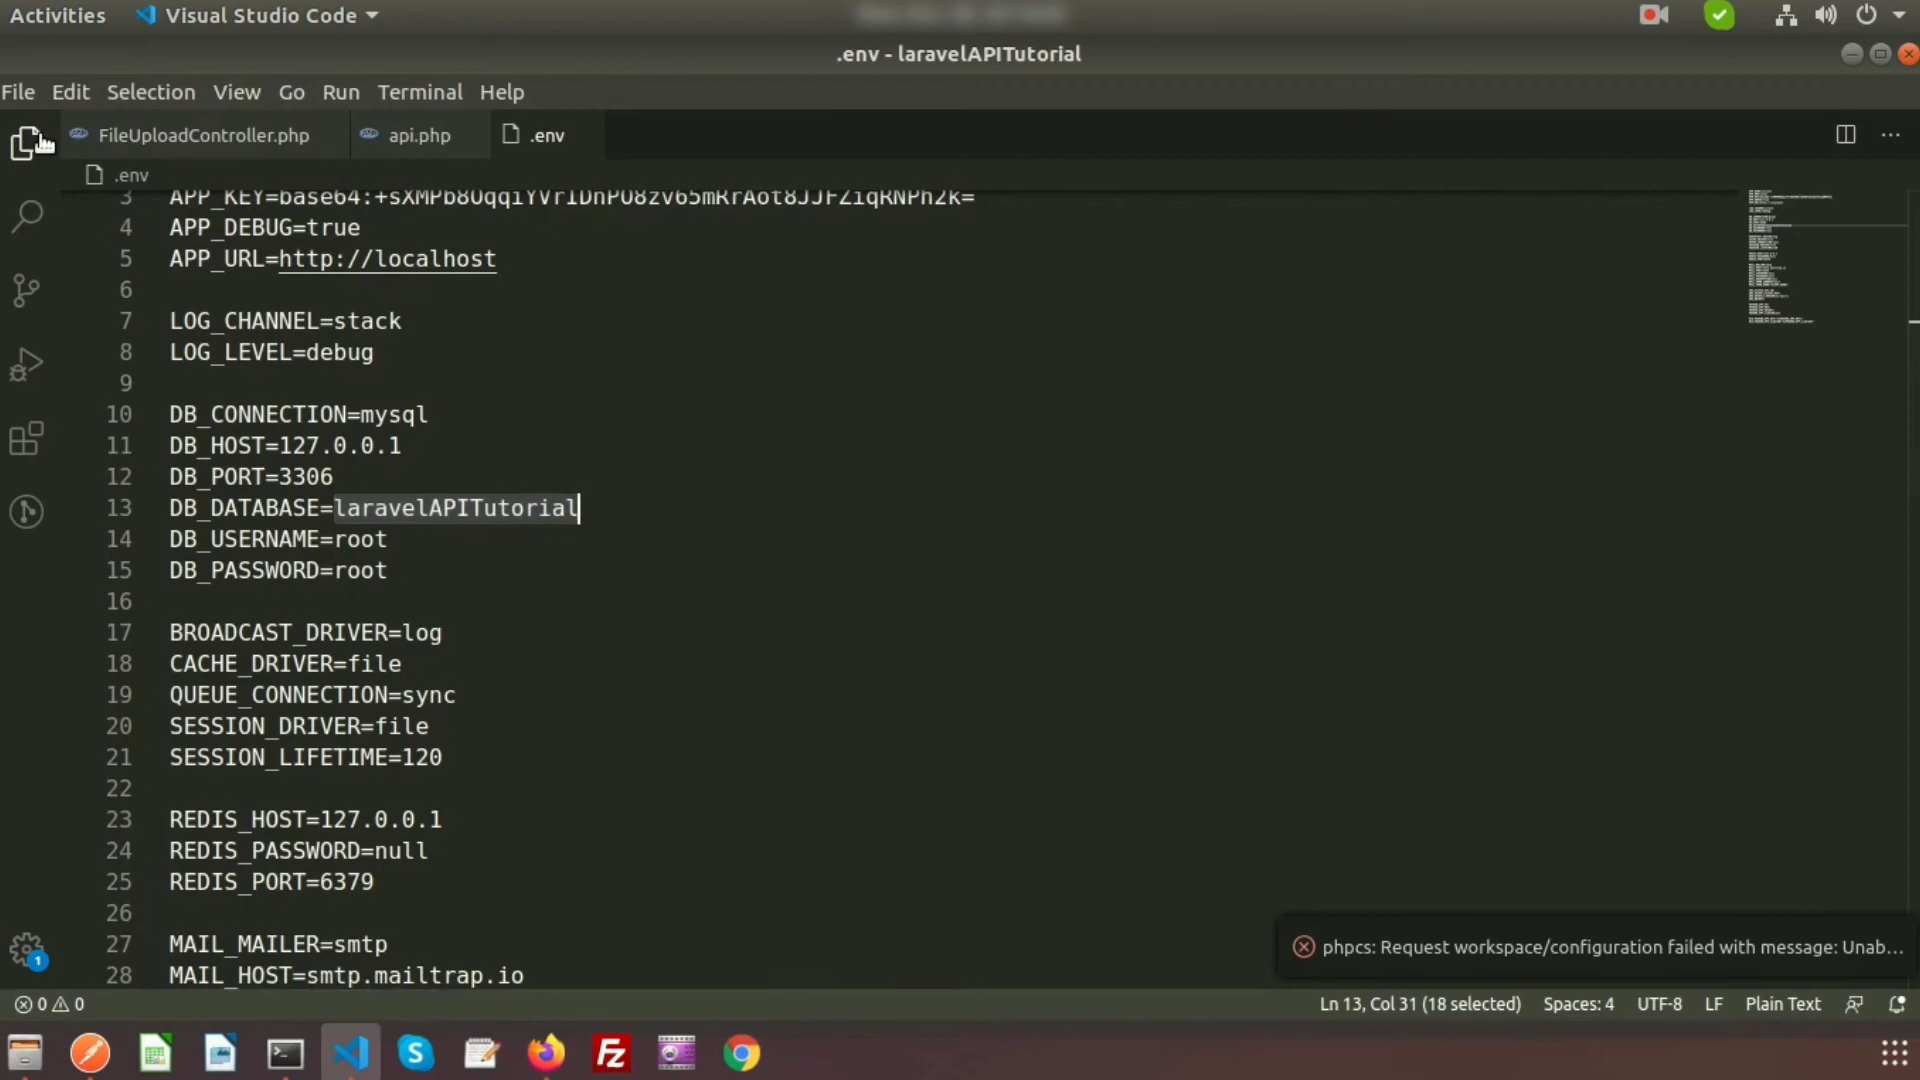 Activities Visual Studio Code
.env - laravelAPITutorial
File Edit Selection View Go Run Terminal Help
FileUploadController.php api.php .env
.env
3
4 APP_DEBUG=true
5 APP_URL=http://localhost
6
7 LOG_CHANNEL=stack
8 LOG_LEVEL=debug
9
10 DB_CONNECTION=mysql
11 DB_HOST=127.0.0.1
12 DB_PORT=3306
13 DB_DATABASE=laravelAPITutorial
14 DB_USERNAME=root
15 DB_PASSWORD=root
16
17 BROADCAST_DRIVER=log
18 CACHE_DRIVER=file
19 QUEUE_CONNECTION=sync
20 SESSION_DRIVER=file
21 SESSION_LIFETIME=120
22
23 REDIS_HOST=127.0.0.1
24 REDIS_PASSWORD=null
25 REDIS_PORT=6379
26
27 MAIL_MAILER=smtp
28 MAIL_HOST=smtp.mailtrap.io
phpcs: Request workspace/configuration failed with message: Unab...
1
0 0 Ln 13, Col 31 (18 selected) Spaces: 4 UTF-8 LF Plain Text